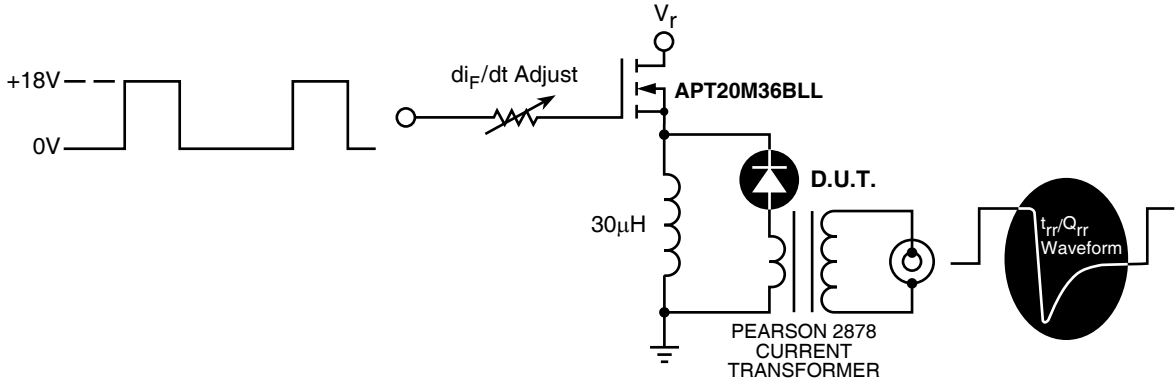 V_r
+18V
0V
di_F/dt Adjust
APT20M36BLL
D.U.T.
30μH
t_rr/Q_rr
Waveform
PEARSON 2878
CURRENT
TRANSFORMER